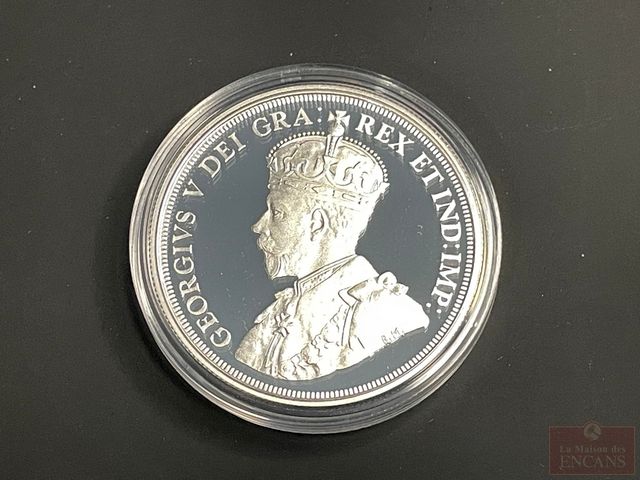 GEORGIVS V DEI GRA: REX ET IND: IMP:
B.M.
La Maison des
ENCANS